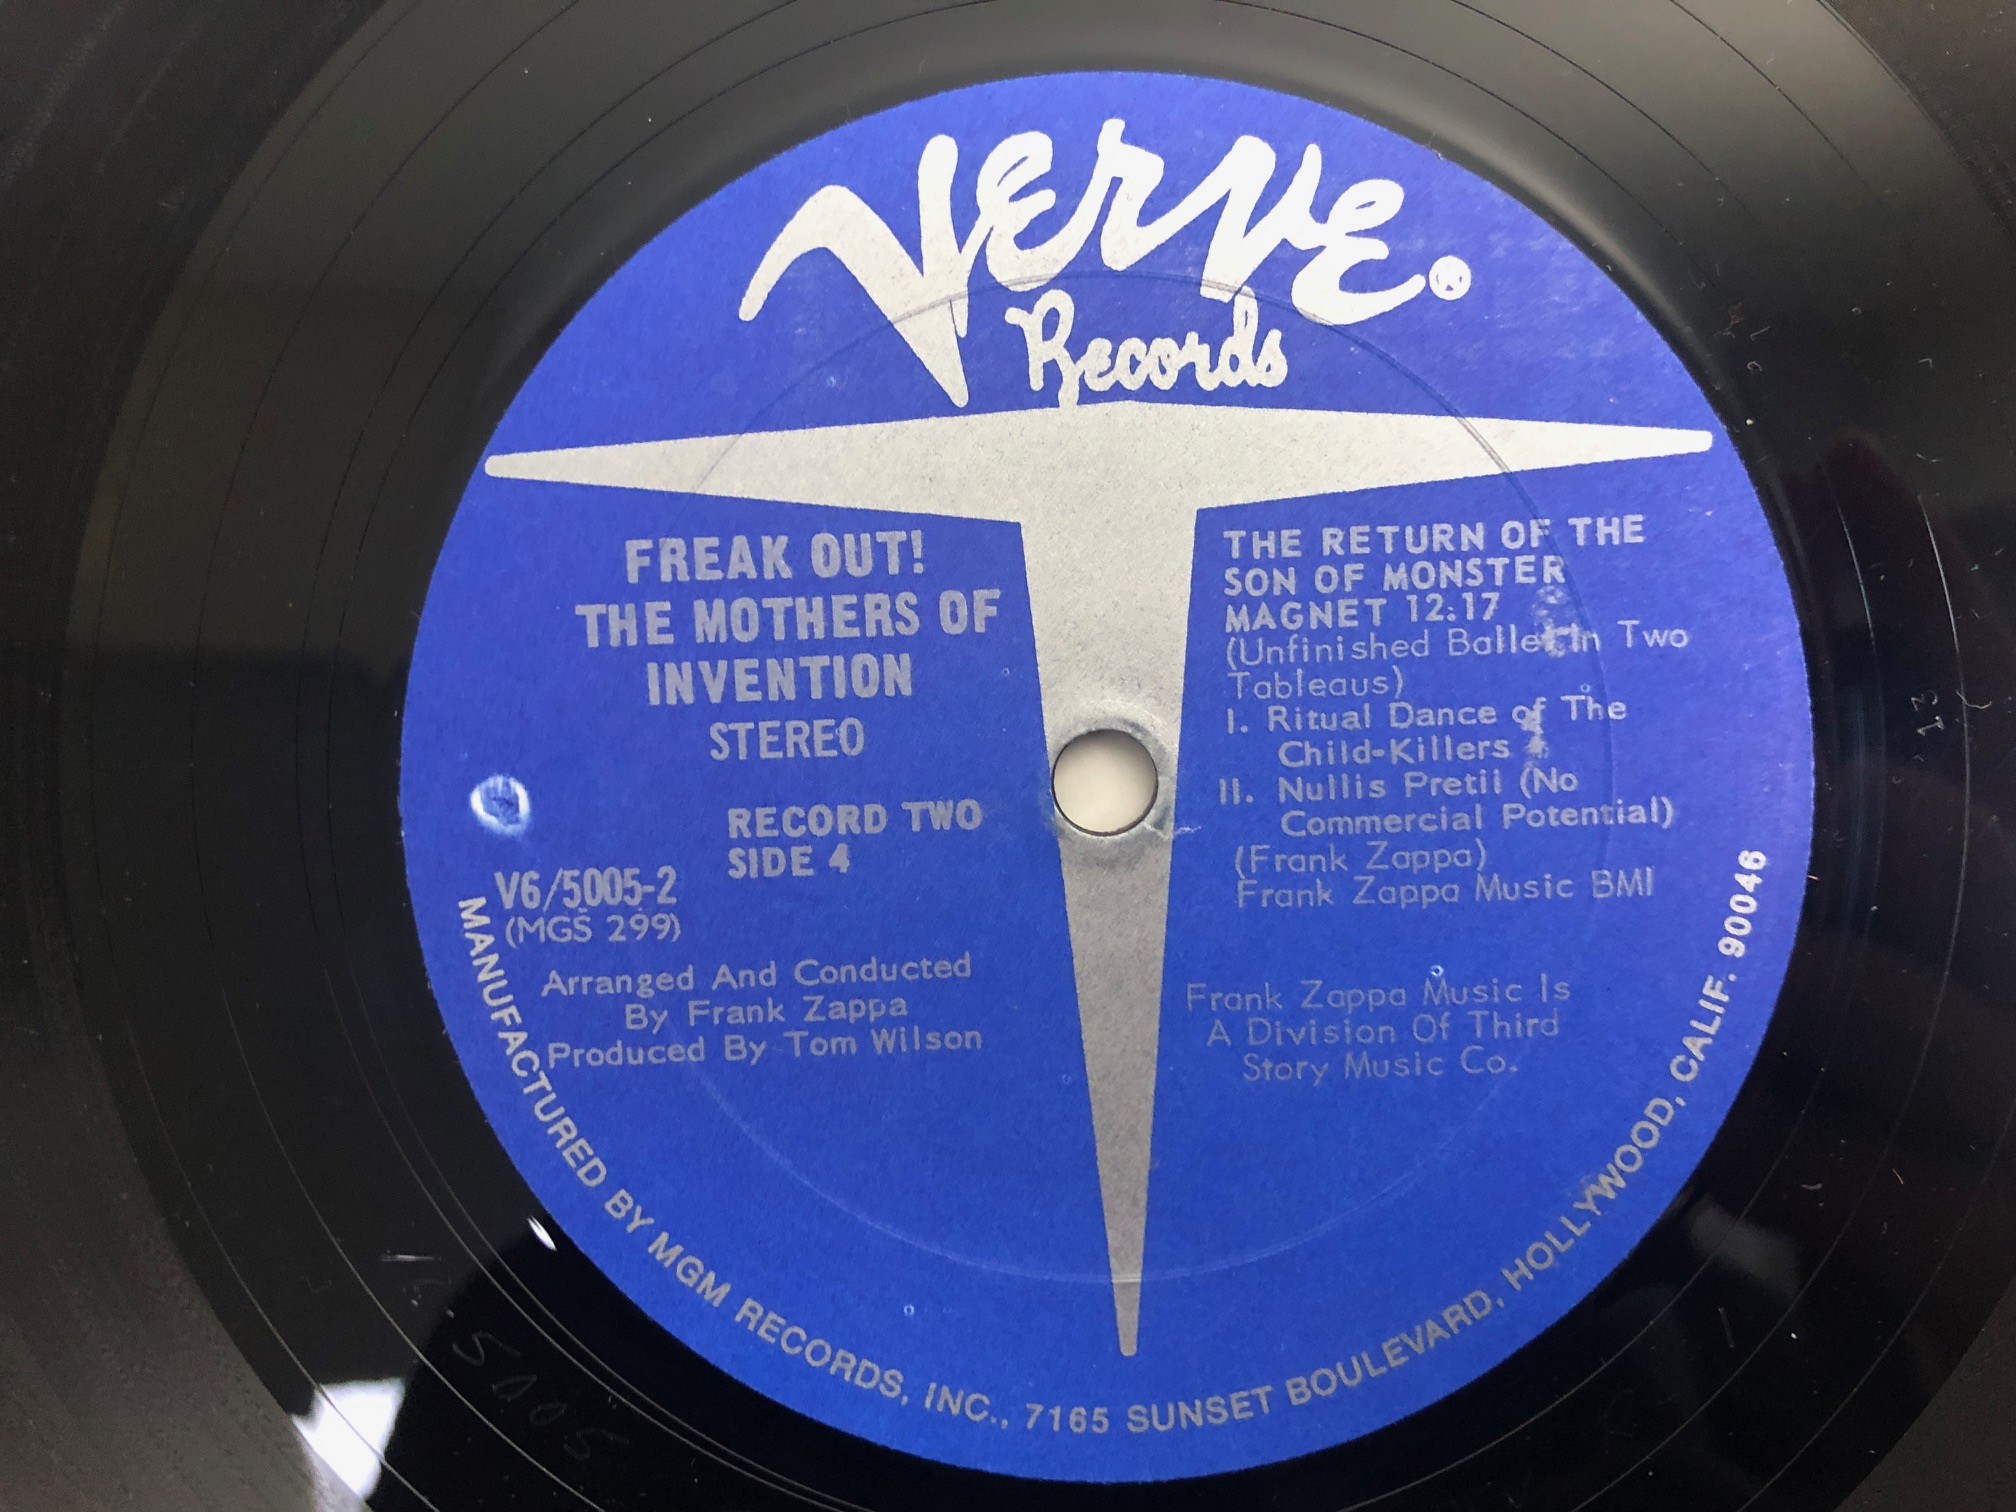 Verve®
Records
FREAK OUT!
THE MOTHERS OF
INVENTION
STEREO
RECORD TWO
SIDE 4
V6/5005-2
(MGS 299)
Arranged And Conducted
By Frank Zappa
Produced By Tom Wilson
THE RETURN OF THE
SON OF MONSTER
MAGNET 12:17
(Unfinished Ballet In Two
Tableaus)
I. Ritual Dance of The
Child-Killers
II. Nullis Pretii (No
Commercial Potential)
(Frank Zappa)
Frank Zappa Music BMI
Frank Zappa Music Is
A Division Of Third
Story Music Co.
MANUFACTURED BY MGM RECORDS, INC., 7165 SUNSET BOULEVARD, HOLLYWOOD, CALIF. 90046
5005